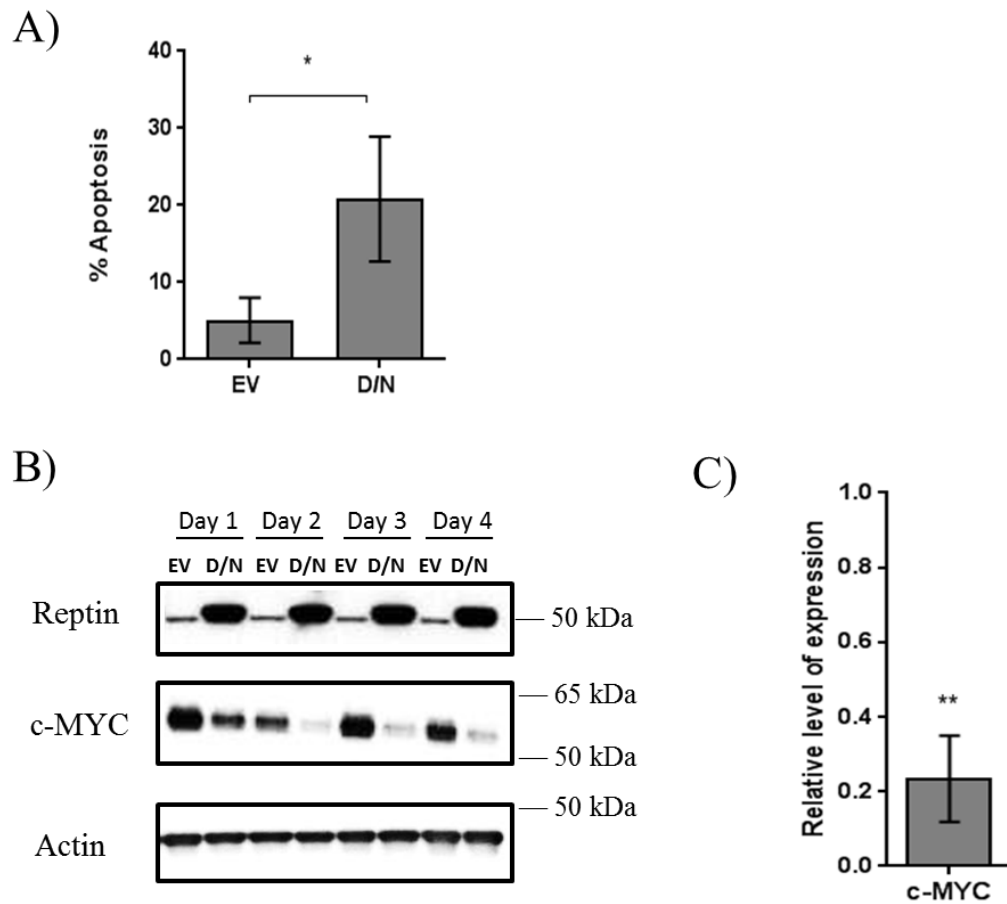 A)
40
30
20
10
0
% Apoptosis
*
EV D/N
B)
Day 1 Day 2 Day 3 Day 4
EV D/N EV D/N EV D/N EV D/N
Reptin
50 kDa
c-MYC
65 kDa
50 kDa
Actin
50 kDa
C)
1.0
0.8
0.6
0.4
0.2
0.0
Relative level of expression
**
c-MYC